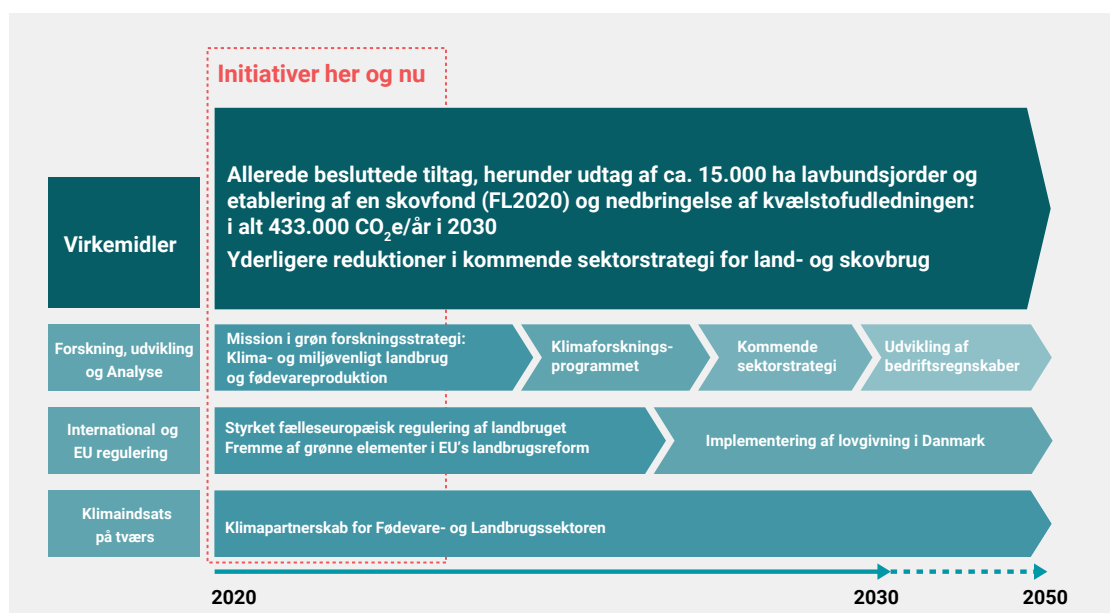 Initiativer her og nu
Virkemidler
Allerede besluttede tiltag, herunder udtag af ca. 15.000 ha lavbundsjorder og
etablering af en skovfond (FL2020) og nedbringelse af kvælstofudledningen:
i alt 433.000 CO₂e/år i 2030
Yderligere reduktioner i kommende sektorstrategi for land- og skovbrug
Forskning, udvikling
og Analyse
Mission i grøn forskningsstrategi:
Klima- og miljøvenligt landbrug
og fødevareproduktion
Klimaforsknings-
programmet
Kommende
sektorstrategi
Udvikling af
bedriftsregnskaber
International og
EU regulering
Styrket fælleseuropæisk regulering af landbruget
Fremme af grønne elementer i EU's landbrugsreform
Implementering af lovgivning i Danmark
Klimaindsats
på tværs
Klimapartnerskab for Fødevare- og Landbrugssektoren
2020
2030
2050